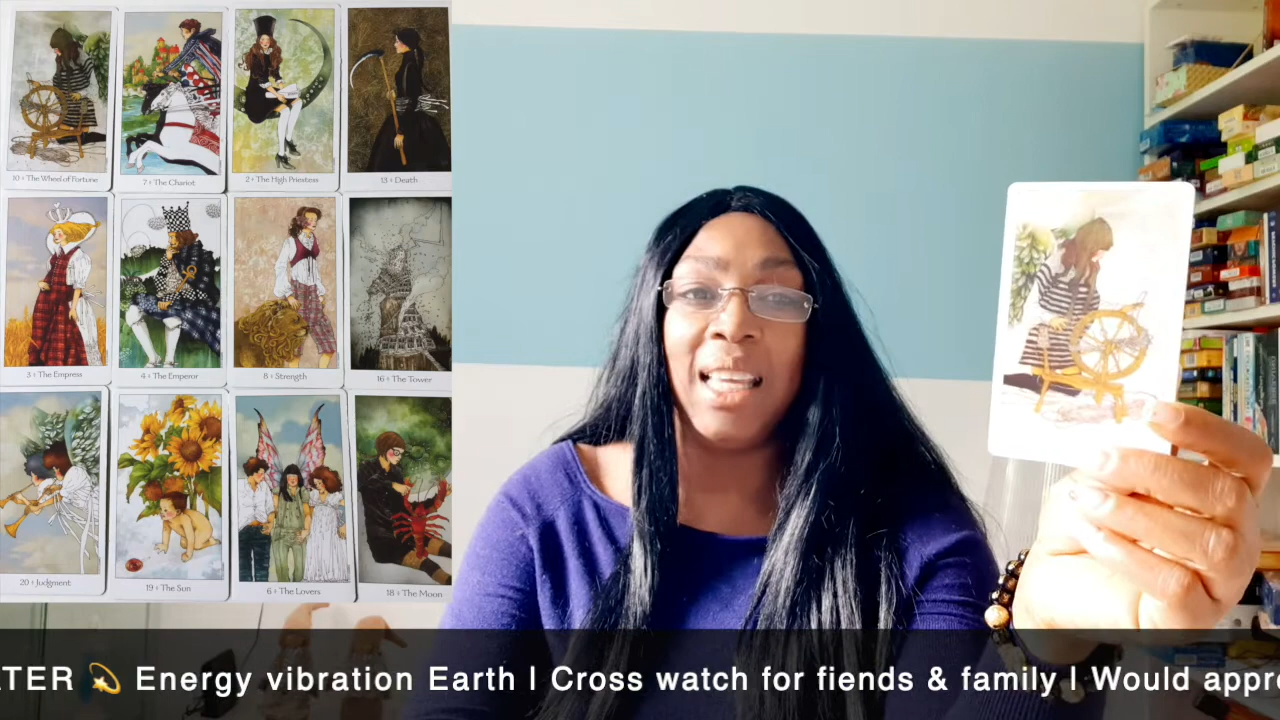 10 ♀ The Wheel of Fortune
7 ♀ The Chariot
2 ♀ The High Priestess
13 ♀ Death
3 ♀ The Empress
4 ♀ The Emperor
8 ♀ Strength
16 ♀ The Tower
20 ♀ Judgment
19 ♀ The Sun
6 ♀ The Lovers
18 ♀ The Moon
ATER 💫 Energy vibration Earth | Cross watch for fiends & family | Would appre